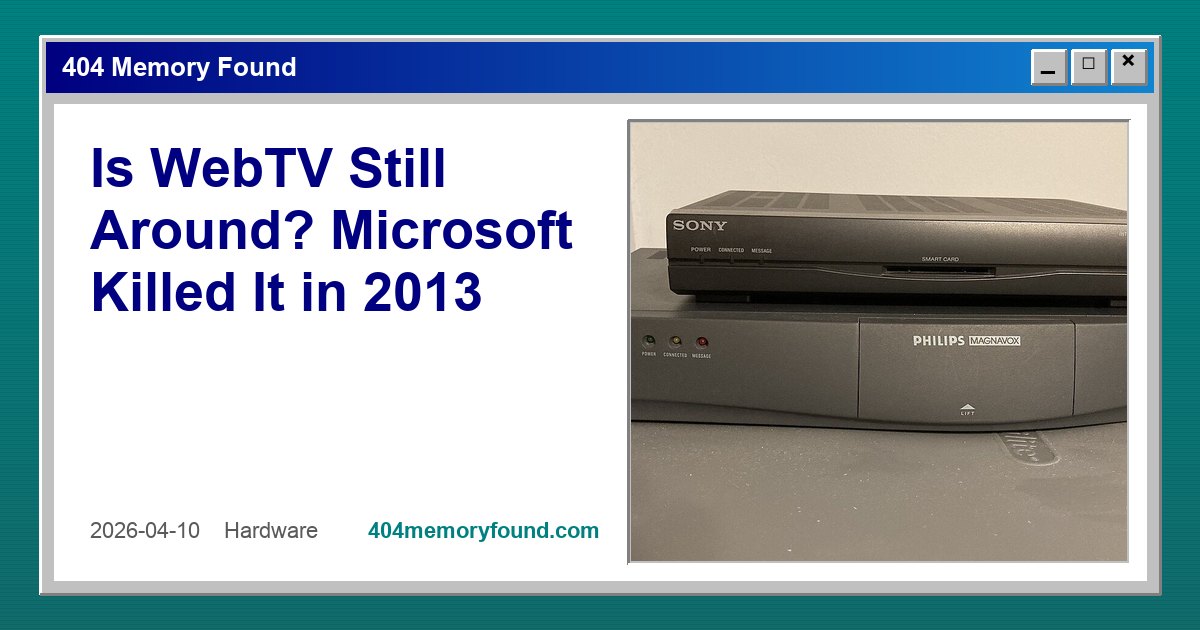 404 Memory Found
Is WebTV Still
Around? Microsoft
Killed It in 2013
2026-04-10 Hardware 404memoryfound.com
SONY
POWER CONNECTED MESSAGE
SMART CARD
PHILIPS MAGNAVOX
POWER CONNECTED MESSAGE
LIFT